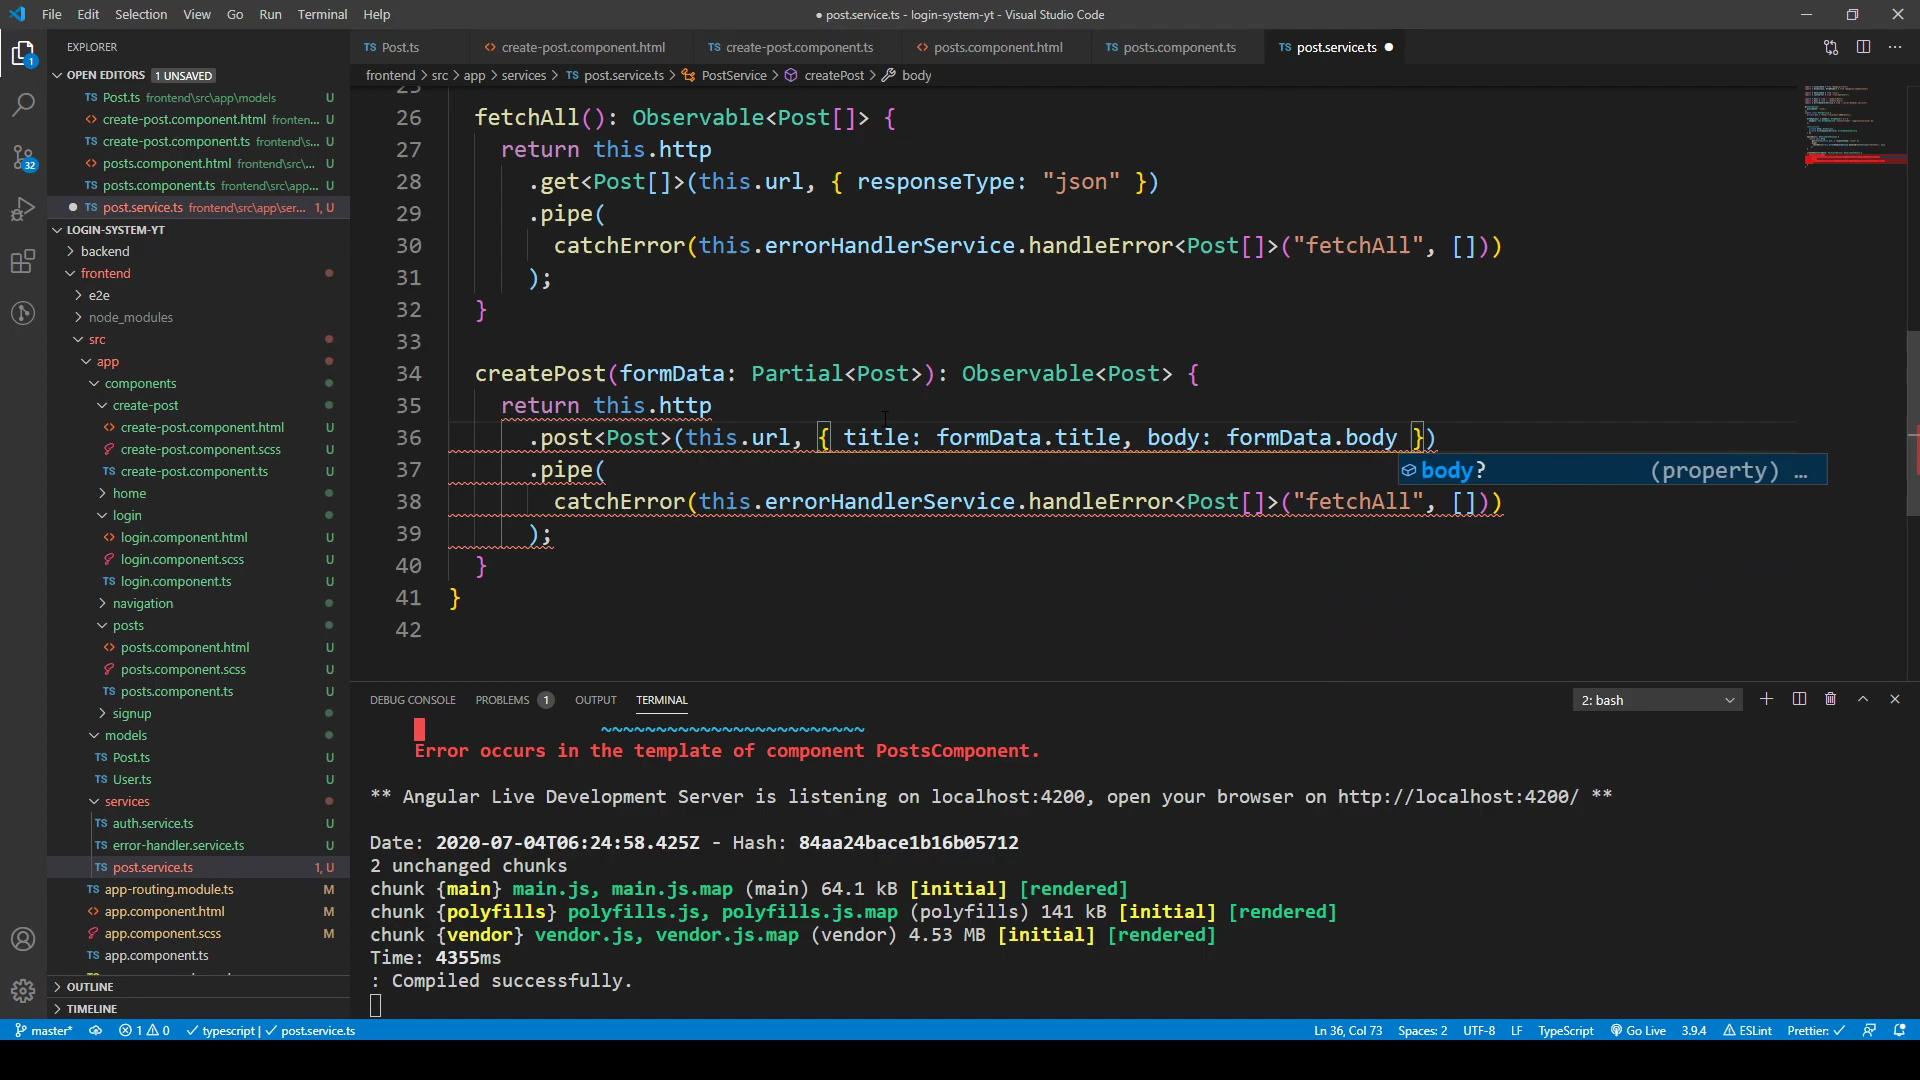 File Edit Selection View Go Run Terminal Help
● post.service.ts - login-system-yt - Visual Studio Code
EXPLORER
OPEN EDITORS 1 UNSAVED
TS Post.ts frontend\src\app\models U
<> create-post.component.html fronten... U
TS create-post.component.ts frontend\s... U
<> posts.component.html frontend\src\... U
TS posts.component.ts frontend\src\app... U
● TS post.service.ts frontend\src\app\ser... 1, U
LOGIN-SYSTEM-YT
backend
frontend
e2e
node_modules
src
app
components
create-post
<> create-post.component.html U
create-post.component.scss U
TS create-post.component.ts U
home
login
<> login.component.html U
login.component.scss U
TS login.component.ts U
navigation
posts
<> posts.component.html U
posts.component.scss U
TS posts.component.ts U
signup
models
TS Post.ts U
TS User.ts U
services
TS auth.service.ts U
TS error-handler.service.ts U
TS post.service.ts 1, U
TS app-routing.module.ts M
<> app.component.html M
app.component.scss M
TS app.component.ts
OUTLINE
TIMELINE
1
32
TS Post.ts <> create-post.component.html TS create-post.component.ts <> posts.component.html TS posts.component.ts TS post.service.ts ●
frontend > src > app > services > TS post.service.ts > PostService > createPost > body
25
26 fetchAll(): Observable<Post[]> {
27 return this.http
28 .get<Post[]>(this.url, { responseType: "json" })
29 .pipe(
30 catchError(this.errorHandlerService.handleError<Post[]>("fetchAll", []))
31 );
32 }
33
34 createPost(formData: Partial<Post>): Observable<Post> {
35 return this.http
36 .post<Post>(this.url, { title: formData.title, body: formData.body })
37 .pipe(
body? (property) ...
38 catchError(this.errorHandlerService.handleError<Post[]>("fetchAll", []))
39 );
40 }
41 }
42
DEBUG CONSOLE PROBLEMS 1 OUTPUT TERMINAL 2: bash
~~~~~~~~~~~~~~~~~~~~~~~~
Error occurs in the template of component PostsComponent.
** Angular Live Development Server is listening on localhost:4200, open your browser on http://localhost:4200/ **
Date: 2020-07-04T06:24:58.425Z - Hash: 84aa24bace1b16b05712
2 unchanged chunks
chunk {main} main.js, main.js.map (main) 64.1 kB [initial] [rendered]
chunk {polyfills} polyfills.js, polyfills.js.map (polyfills) 141 kB [initial] [rendered]
chunk {vendor} vendor.js, vendor.js.map (vendor) 4.53 MB [initial] [rendered]
Time: 4355ms
: Compiled successfully.
master* 1 0 typescript | post.service.ts Ln 36, Col 73 Spaces: 2 UTF-8 LF TypeScript Go Live 3.9.4 ESLint Prettier: ✓